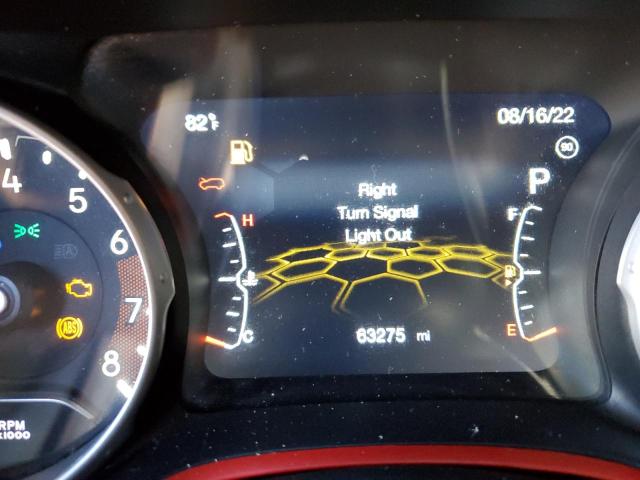 82°F
08/16/22
90
P
Right
Turn Signal
Light Out
H
F
C
E
63275 mi
4
5
6
7
8
ABS
RPM
x1000